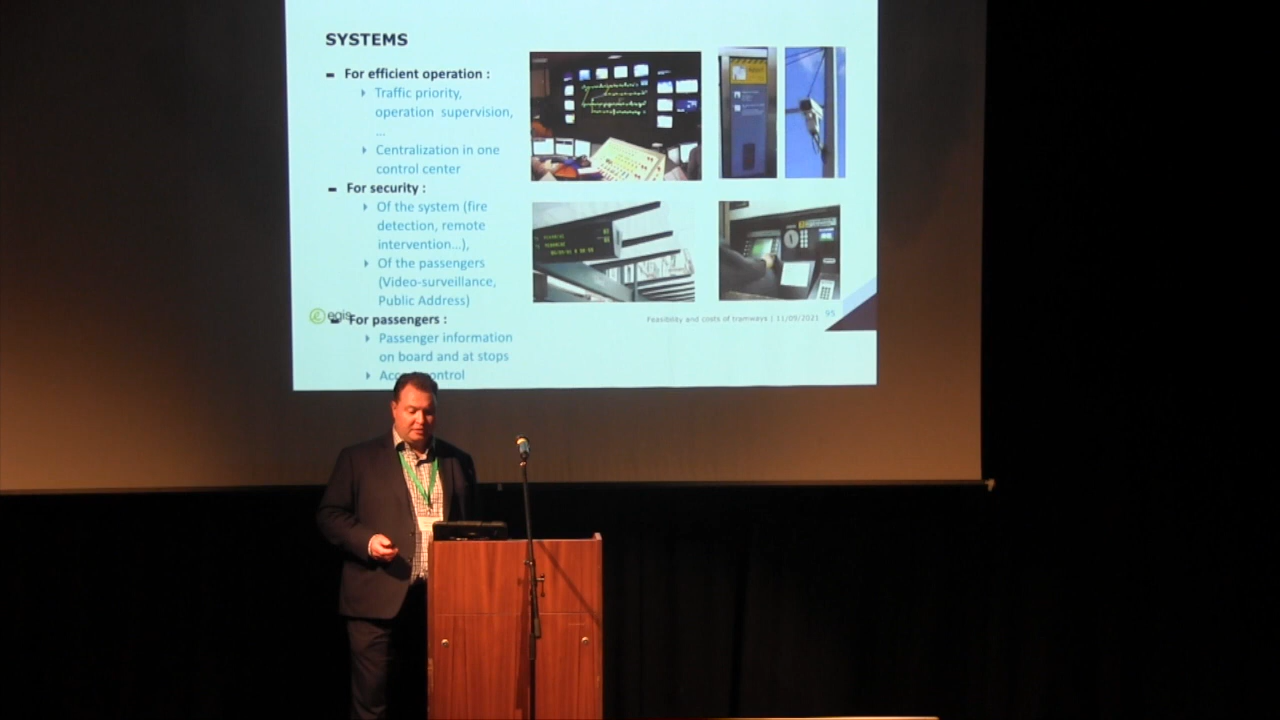 SYSTEMS
For efficient operation :
Traffic priority,
operation supervision,
...
Centralization in one
control center
For security :
Of the system (fire
detection, remote
intervention...),
Of the passengers
(Video-surveillance,
Public Address)
egis
For passengers :
Passenger information
on board and at stops
control
Feasibility and costs of tramways | 11/09/2021
95